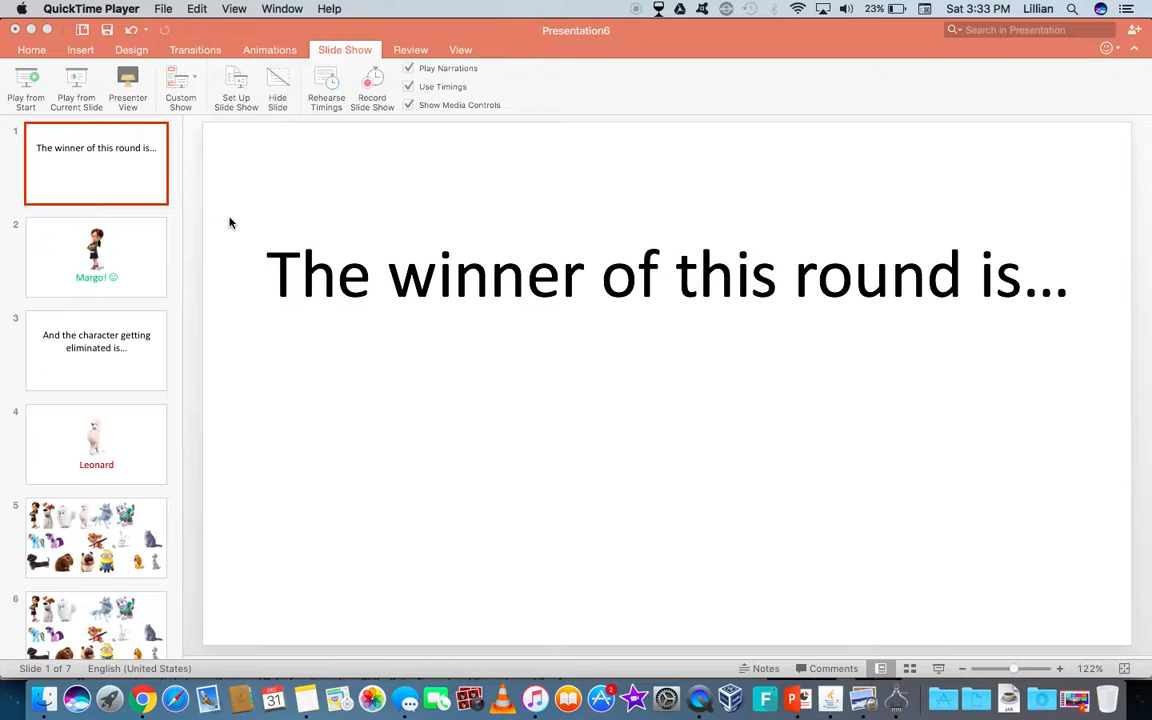 QuickTime Player File Edit View Window Help 23% Sat 3:33 PM Lillian
Presentation6
Search in Presentation
Home Insert Design Transitions Animations Slide Show Review View
Play from Start
Play from Current Slide
Presenter View
Custom Show
Set Up Slide Show
Hide Slide
Rehearse Timings
Record Slide Show
Play Narrations
Use Timings
Show Media Controls
1
The winner of this round is...
2
Margo! ☺
3
And the character getting
eliminated is...
4
Leonard
5
6
The winner of this round is...
Slide 1 of 7 English (United States) Notes Comments 122%
DEC
31
2
F
P
JAR